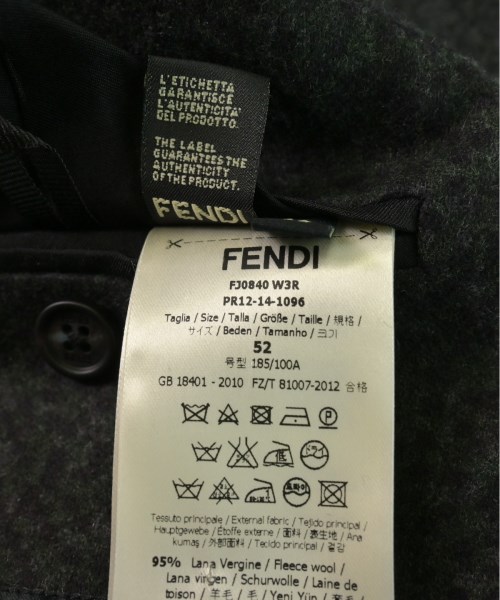 L'ETICHETTA
GARANTISCE
L'AUTENTICITA'
DEL PRODOTTO.
THE LABEL
GUARANTEES THE
AUTHENTICITY
OF THE PRODUCT.
FENDI
FENDI
FJ0840 W3R
PR12-14-1096
Taglia / Size / Talla / Größe / Taille / 规格 /
サイズ / Beden / Tamanho / 크기
52
号型 185/100A
GB 18401 - 2010 FZ/T 81007-2012 合格
Tessuto principale / External fabric / Tejido principal /
Hauptgewebe / Étoffe externe / 面料 / 表生地 / Ana
kumaş / 外部面料 / Tecido principal / 겉감
95% Lana Vergine / Fleece wool /
Lana virgen / Schurwolle / Laine de
toison / 羊毛 / 毛 / Yeni Yün /